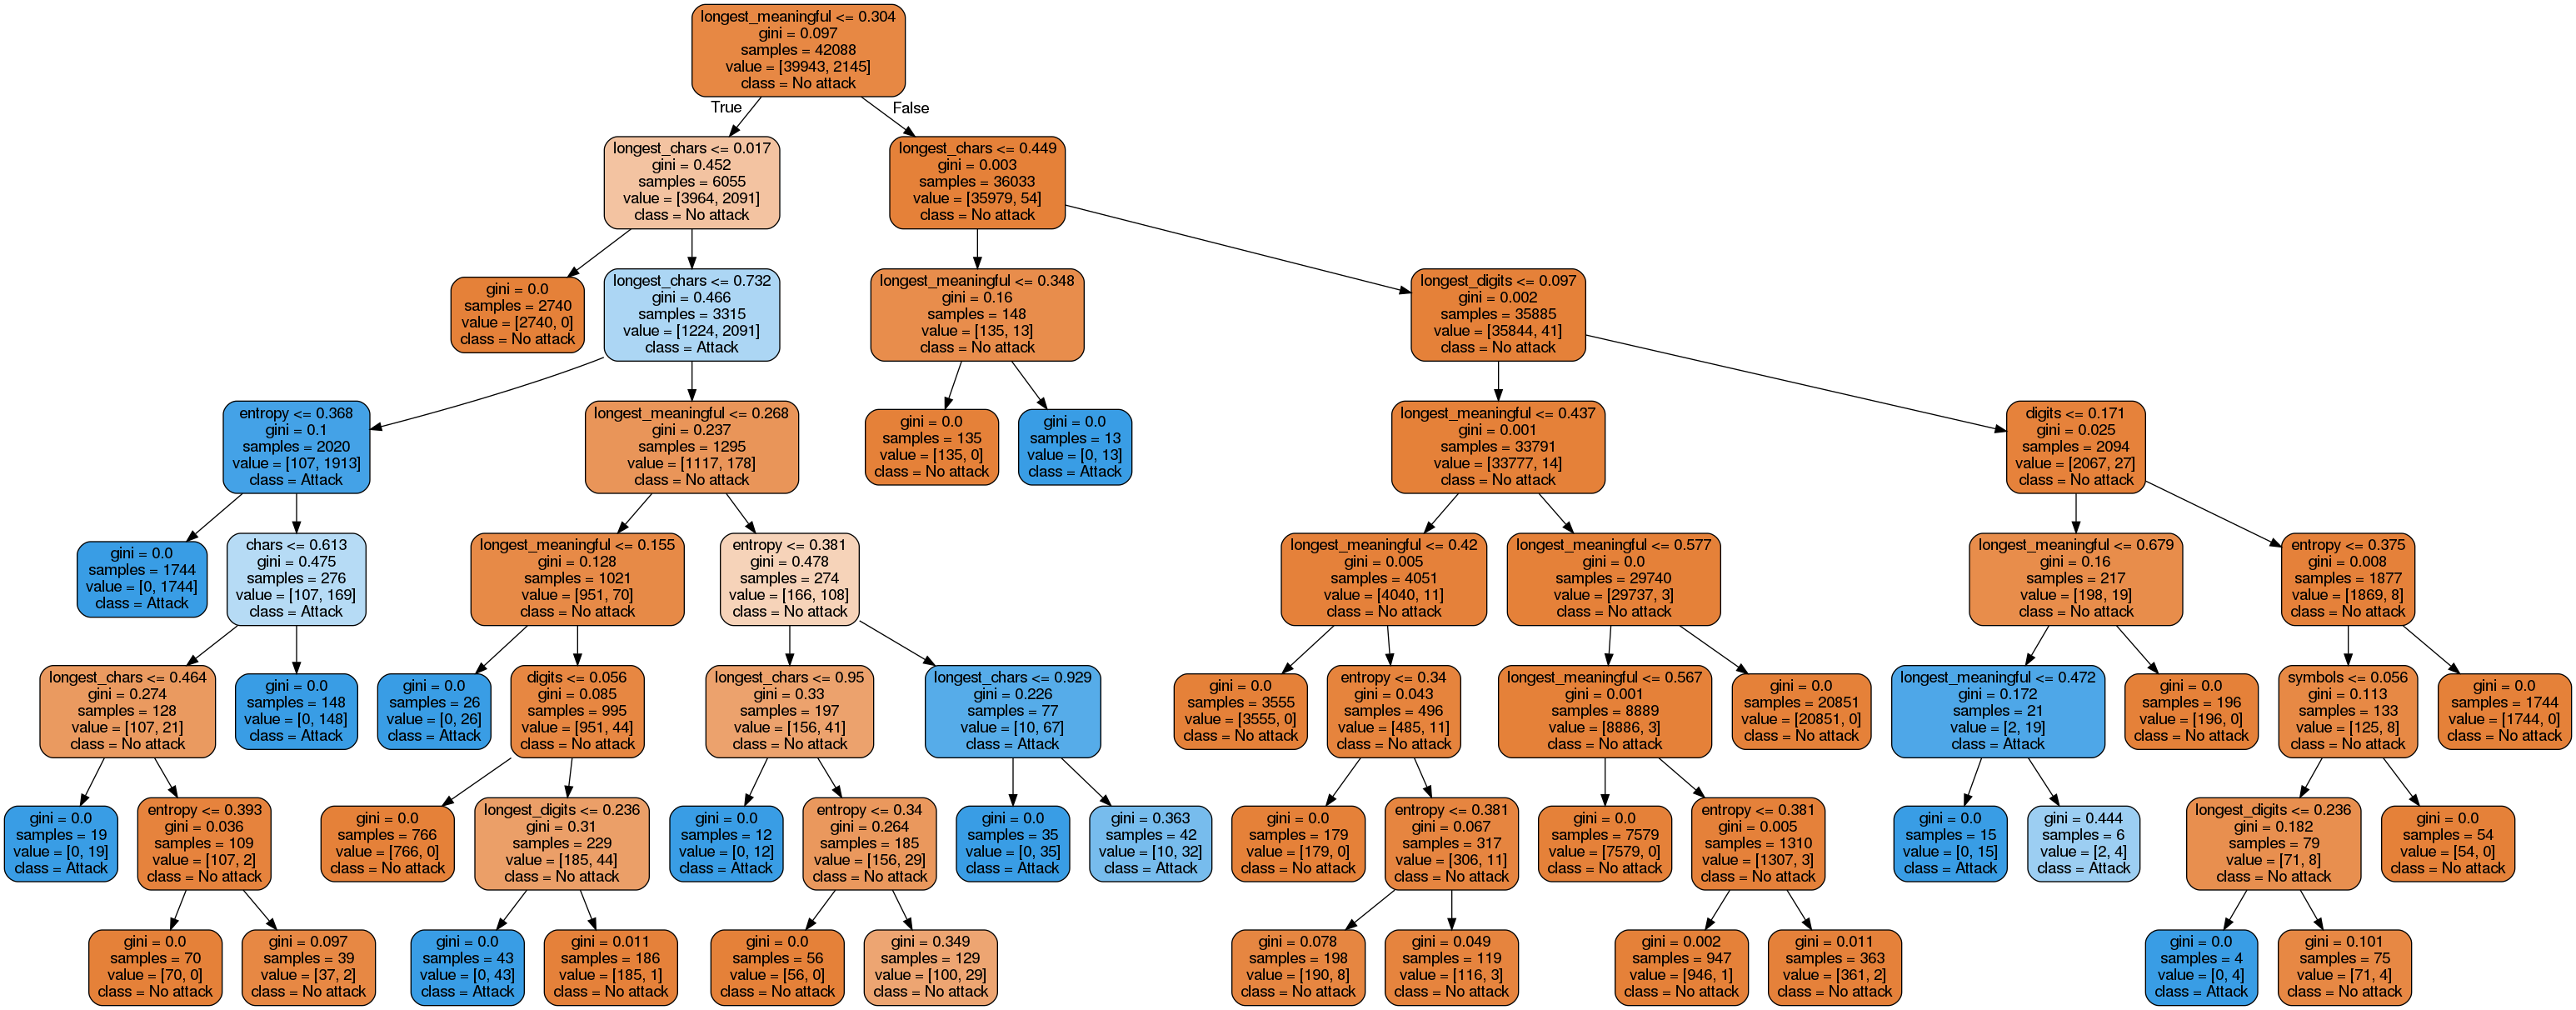 longest_meaningful <= 0.304
gini = 0.097
samples = 42088
value = [39943, 2145]
class = No attack
True
False
longest_chars <= 0.017
gini = 0.452
samples = 6055
value = [3964, 2091]
class = No attack
longest_chars <= 0.449
gini = 0.003
samples = 36033
value = [35979, 54]
class = No attack
gini = 0.0
samples = 2740
value = [2740, 0]
class = No attack
longest_chars <= 0.732
gini = 0.466
samples = 3315
value = [1224, 2091]
class = Attack
longest_meaningful <= 0.348
gini = 0.16
samples = 148
value = [135, 13]
class = No attack
longest_digits <= 0.097
gini = 0.002
samples = 35885
value = [35844, 41]
class = No attack
entropy <= 0.368
gini = 0.1
samples = 2020
value = [107, 1913]
class = Attack
longest_meaningful <= 0.268
gini = 0.237
samples = 1295
value = [1117, 178]
class = No attack
gini = 0.0
samples = 135
value = [135, 0]
class = No attack
gini = 0.0
samples = 13
value = [0, 13]
class = Attack
longest_meaningful <= 0.437
gini = 0.001
samples = 33791
value = [33777, 14]
class = No attack
digits <= 0.171
gini = 0.025
samples = 2094
value = [2067, 27]
class = No attack
gini = 0.0
samples = 1744
value = [0, 1744]
class = Attack
chars <= 0.613
gini = 0.475
samples = 276
value = [107, 169]
class = Attack
longest_meaningful <= 0.155
gini = 0.128
samples = 1021
value = [951, 70]
class = No attack
entropy <= 0.381
gini = 0.478
samples = 274
value = [166, 108]
class = No attack
longest_meaningful <= 0.42
gini = 0.005
samples = 4051
value = [4040, 11]
class = No attack
longest_meaningful <= 0.577
gini = 0.0
samples = 29740
value = [29737, 3]
class = No attack
longest_meaningful <= 0.679
gini = 0.16
samples = 217
value = [198, 19]
class = No attack
entropy <= 0.375
gini = 0.008
samples = 1877
value = [1869, 8]
class = No attack
longest_chars <= 0.464
gini = 0.274
samples = 128
value = [107, 21]
class = No attack
gini = 0.0
samples = 148
value = [0, 148]
class = Attack
gini = 0.0
samples = 26
value = [0, 26]
class = Attack
digits <= 0.056
gini = 0.085
samples = 995
value = [951, 44]
class = No attack
longest_chars <= 0.95
gini = 0.33
samples = 197
value = [156, 41]
class = No attack
longest_chars <= 0.929
gini = 0.226
samples = 77
value = [10, 67]
class = Attack
gini = 0.0
samples = 3555
value = [3555, 0]
class = No attack
entropy <= 0.34
gini = 0.043
samples = 496
value = [485, 11]
class = No attack
longest_meaningful <= 0.567
gini = 0.001
samples = 8889
value = [8886, 3]
class = No attack
gini = 0.0
samples = 20851
value = [20851, 0]
class = No attack
longest_meaningful <= 0.472
gini = 0.172
samples = 21
value = [2, 19]
class = Attack
gini = 0.0
samples = 196
value = [196, 0]
class = No attack
symbols <= 0.056
gini = 0.113
samples = 133
value = [125, 8]
class = No attack
gini = 0.0
samples = 1744
value = [1744, 0]
class = No attack
gini = 0.0
samples = 19
value = [0, 19]
class = Attack
entropy <= 0.393
gini = 0.036
samples = 109
value = [107, 2]
class = No attack
gini = 0.0
samples = 766
value = [766, 0]
class = No attack
longest_digits <= 0.236
gini = 0.31
samples = 229
value = [185, 44]
class = No attack
gini = 0.0
samples = 12
value = [0, 12]
class = Attack
entropy <= 0.34
gini = 0.264
samples = 185
value = [156, 29]
class = No attack
gini = 0.0
samples = 35
value = [0, 35]
class = Attack
gini = 0.363
samples = 42
value = [10, 32]
class = Attack
gini = 0.0
samples = 179
value = [179, 0]
class = No attack
entropy <= 0.381
gini = 0.067
samples = 317
value = [306, 11]
class = No attack
gini = 0.0
samples = 7579
value = [7579, 0]
class = No attack
entropy <= 0.381
gini = 0.005
samples = 1310
value = [1307, 3]
class = No attack
gini = 0.0
samples = 15
value = [0, 15]
class = Attack
gini = 0.444
samples = 6
value = [2, 4]
class = Attack
longest_digits <= 0.236
gini = 0.182
samples = 79
value = [71, 8]
class = No attack
gini = 0.0
samples = 54
value = [54, 0]
class = No attack
gini = 0.0
samples = 70
value = [70, 0]
class = No attack
gini = 0.097
samples = 39
value = [37, 2]
class = No attack
gini = 0.0
samples = 43
value = [0, 43]
class = Attack
gini = 0.011
samples = 186
value = [185, 1]
class = No attack
gini = 0.0
samples = 56
value = [56, 0]
class = No attack
gini = 0.349
samples = 129
value = [100, 29]
class = No attack
gini = 0.078
samples = 198
value = [190, 8]
class = No attack
gini = 0.049
samples = 119
value = [116, 3]
class = No attack
gini = 0.002
samples = 947
value = [946, 1]
class = No attack
gini = 0.011
samples = 363
value = [361, 2]
class = No attack
gini = 0.0
samples = 4
value = [0, 4]
class = Attack
gini = 0.101
samples = 75
value = [71, 4]
class = No attack